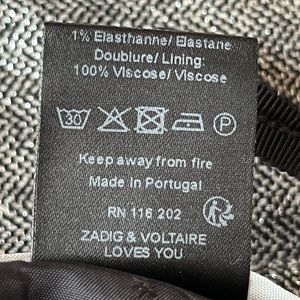 1% Elasthanne/ Elastane
Doublure/ Lining:
100% Viscose/ Viscose
30 P
Keep away from fire
Made in Portugal
RN 116 202
ZADIG & VOLTAIRE
LOVES YOU